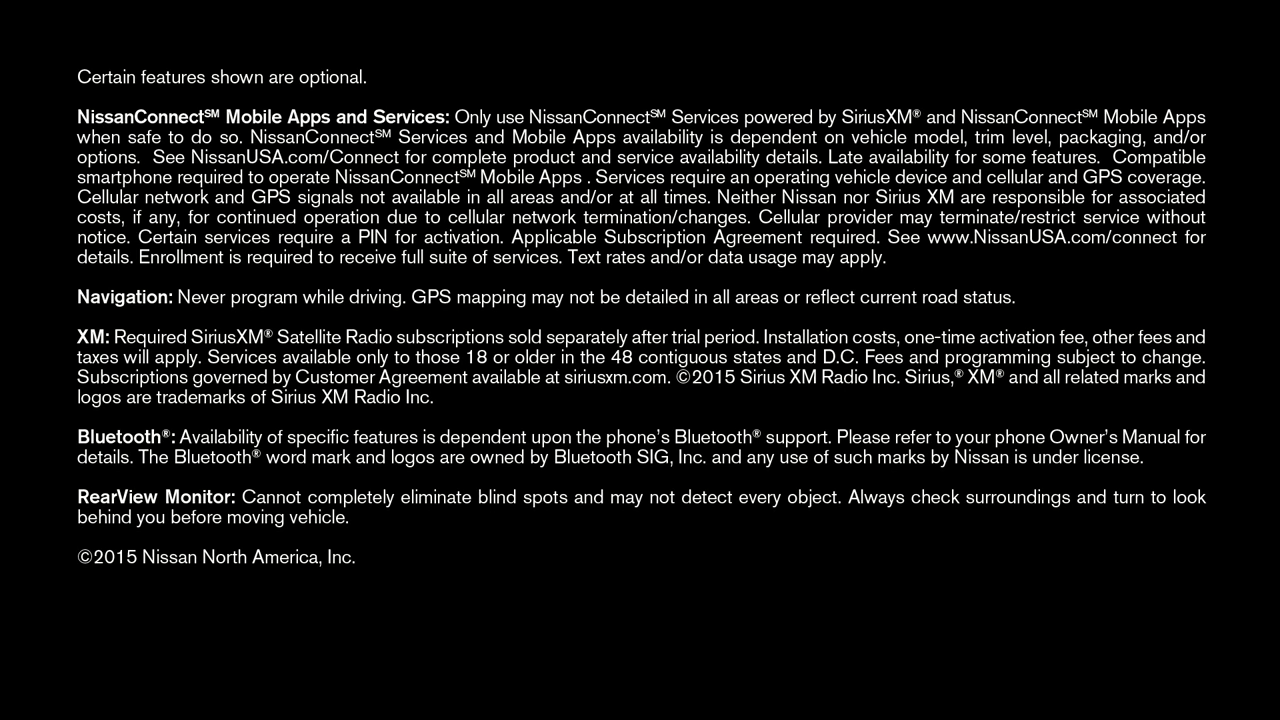 Certain features shown are optional.
NissanConnect℠ Mobile Apps and Services: Only use NissanConnect℠ Services powered by SiriusXM® and NissanConnect℠ Mobile Apps
when safe to do so. NissanConnect℠ Services and Mobile Apps availability is dependent on vehicle model, trim level, packaging, and/or
options.  See NissanUSA.com/Connect for complete product and service availability details. Late availability for some features.  Compatible
smartphone required to operate NissanConnect℠ Mobile Apps . Services require an operating vehicle device and cellular and GPS coverage.
Cellular network and GPS signals not available in all areas and/or at all times. Neither Nissan nor Sirius XM are responsible for associated
costs, if any, for continued operation due to cellular network termination/changes. Cellular provider may terminate/restrict service without
notice. Certain services require a PIN for activation. Applicable Subscription Agreement required. See www.NissanUSA.com/connect for
details. Enrollment is required to receive full suite of services. Text rates and/or data usage may apply.
Navigation: Never program while driving. GPS mapping may not be detailed in all areas or reflect current road status.
XM: Required SiriusXM® Satellite Radio subscriptions sold separately after trial period. Installation costs, one-time activation fee, other fees and
taxes will apply. Services available only to those 18 or older in the 48 contiguous states and D.C. Fees and programming subject to change.
Subscriptions governed by Customer Agreement available at siriusxm.com. ©2015 Sirius XM Radio Inc. Sirius,® XM® and all related marks and
logos are trademarks of Sirius XM Radio Inc.
Bluetooth®: Availability of specific features is dependent upon the phone's Bluetooth® support. Please refer to your phone Owner's Manual for
details. The Bluetooth® word mark and logos are owned by Bluetooth SIG, Inc. and any use of such marks by Nissan is under license.
RearView Monitor: Cannot completely eliminate blind spots and may not detect every object. Always check surroundings and turn to look
behind you before moving vehicle.
©2015 Nissan North America, Inc.